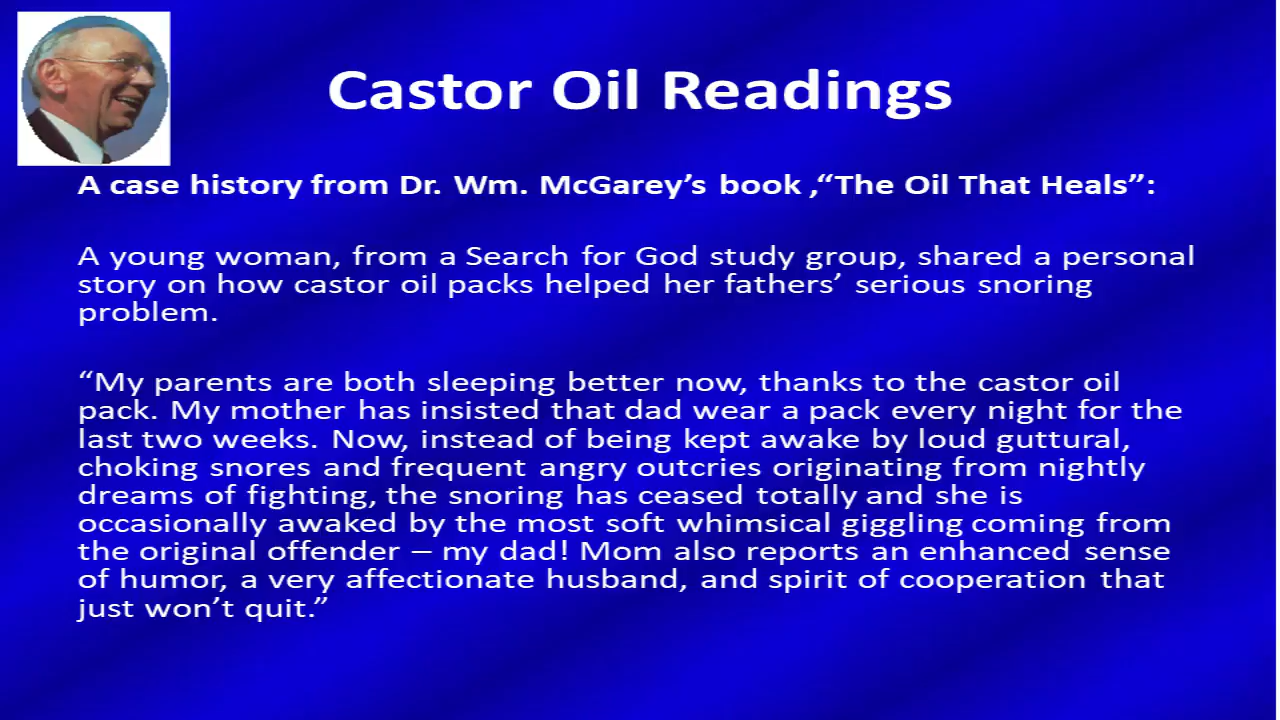 Castor Oil Readings
A case history from Dr. Wm. McGarey’s book ,“The Oil That Heals”:
A young woman, from a Search for God study group, shared a personal
story on how castor oil packs helped her fathers’ serious snoring
problem.
“My parents are both sleeping better now, thanks to the castor oil
pack. My mother has insisted that dad wear a pack every night for the
last two weeks. Now, instead of being kept awake by loud guttural,
choking snores and frequent angry outcries originating from nightly
dreams of fighting, the snoring has ceased totally and she is
occasionally awaked by the most soft whimsical giggling coming from
the original offender – my dad! Mom also reports an enhanced sense
of humor, a very affectionate husband, and spirit of cooperation that
just won’t quit.”